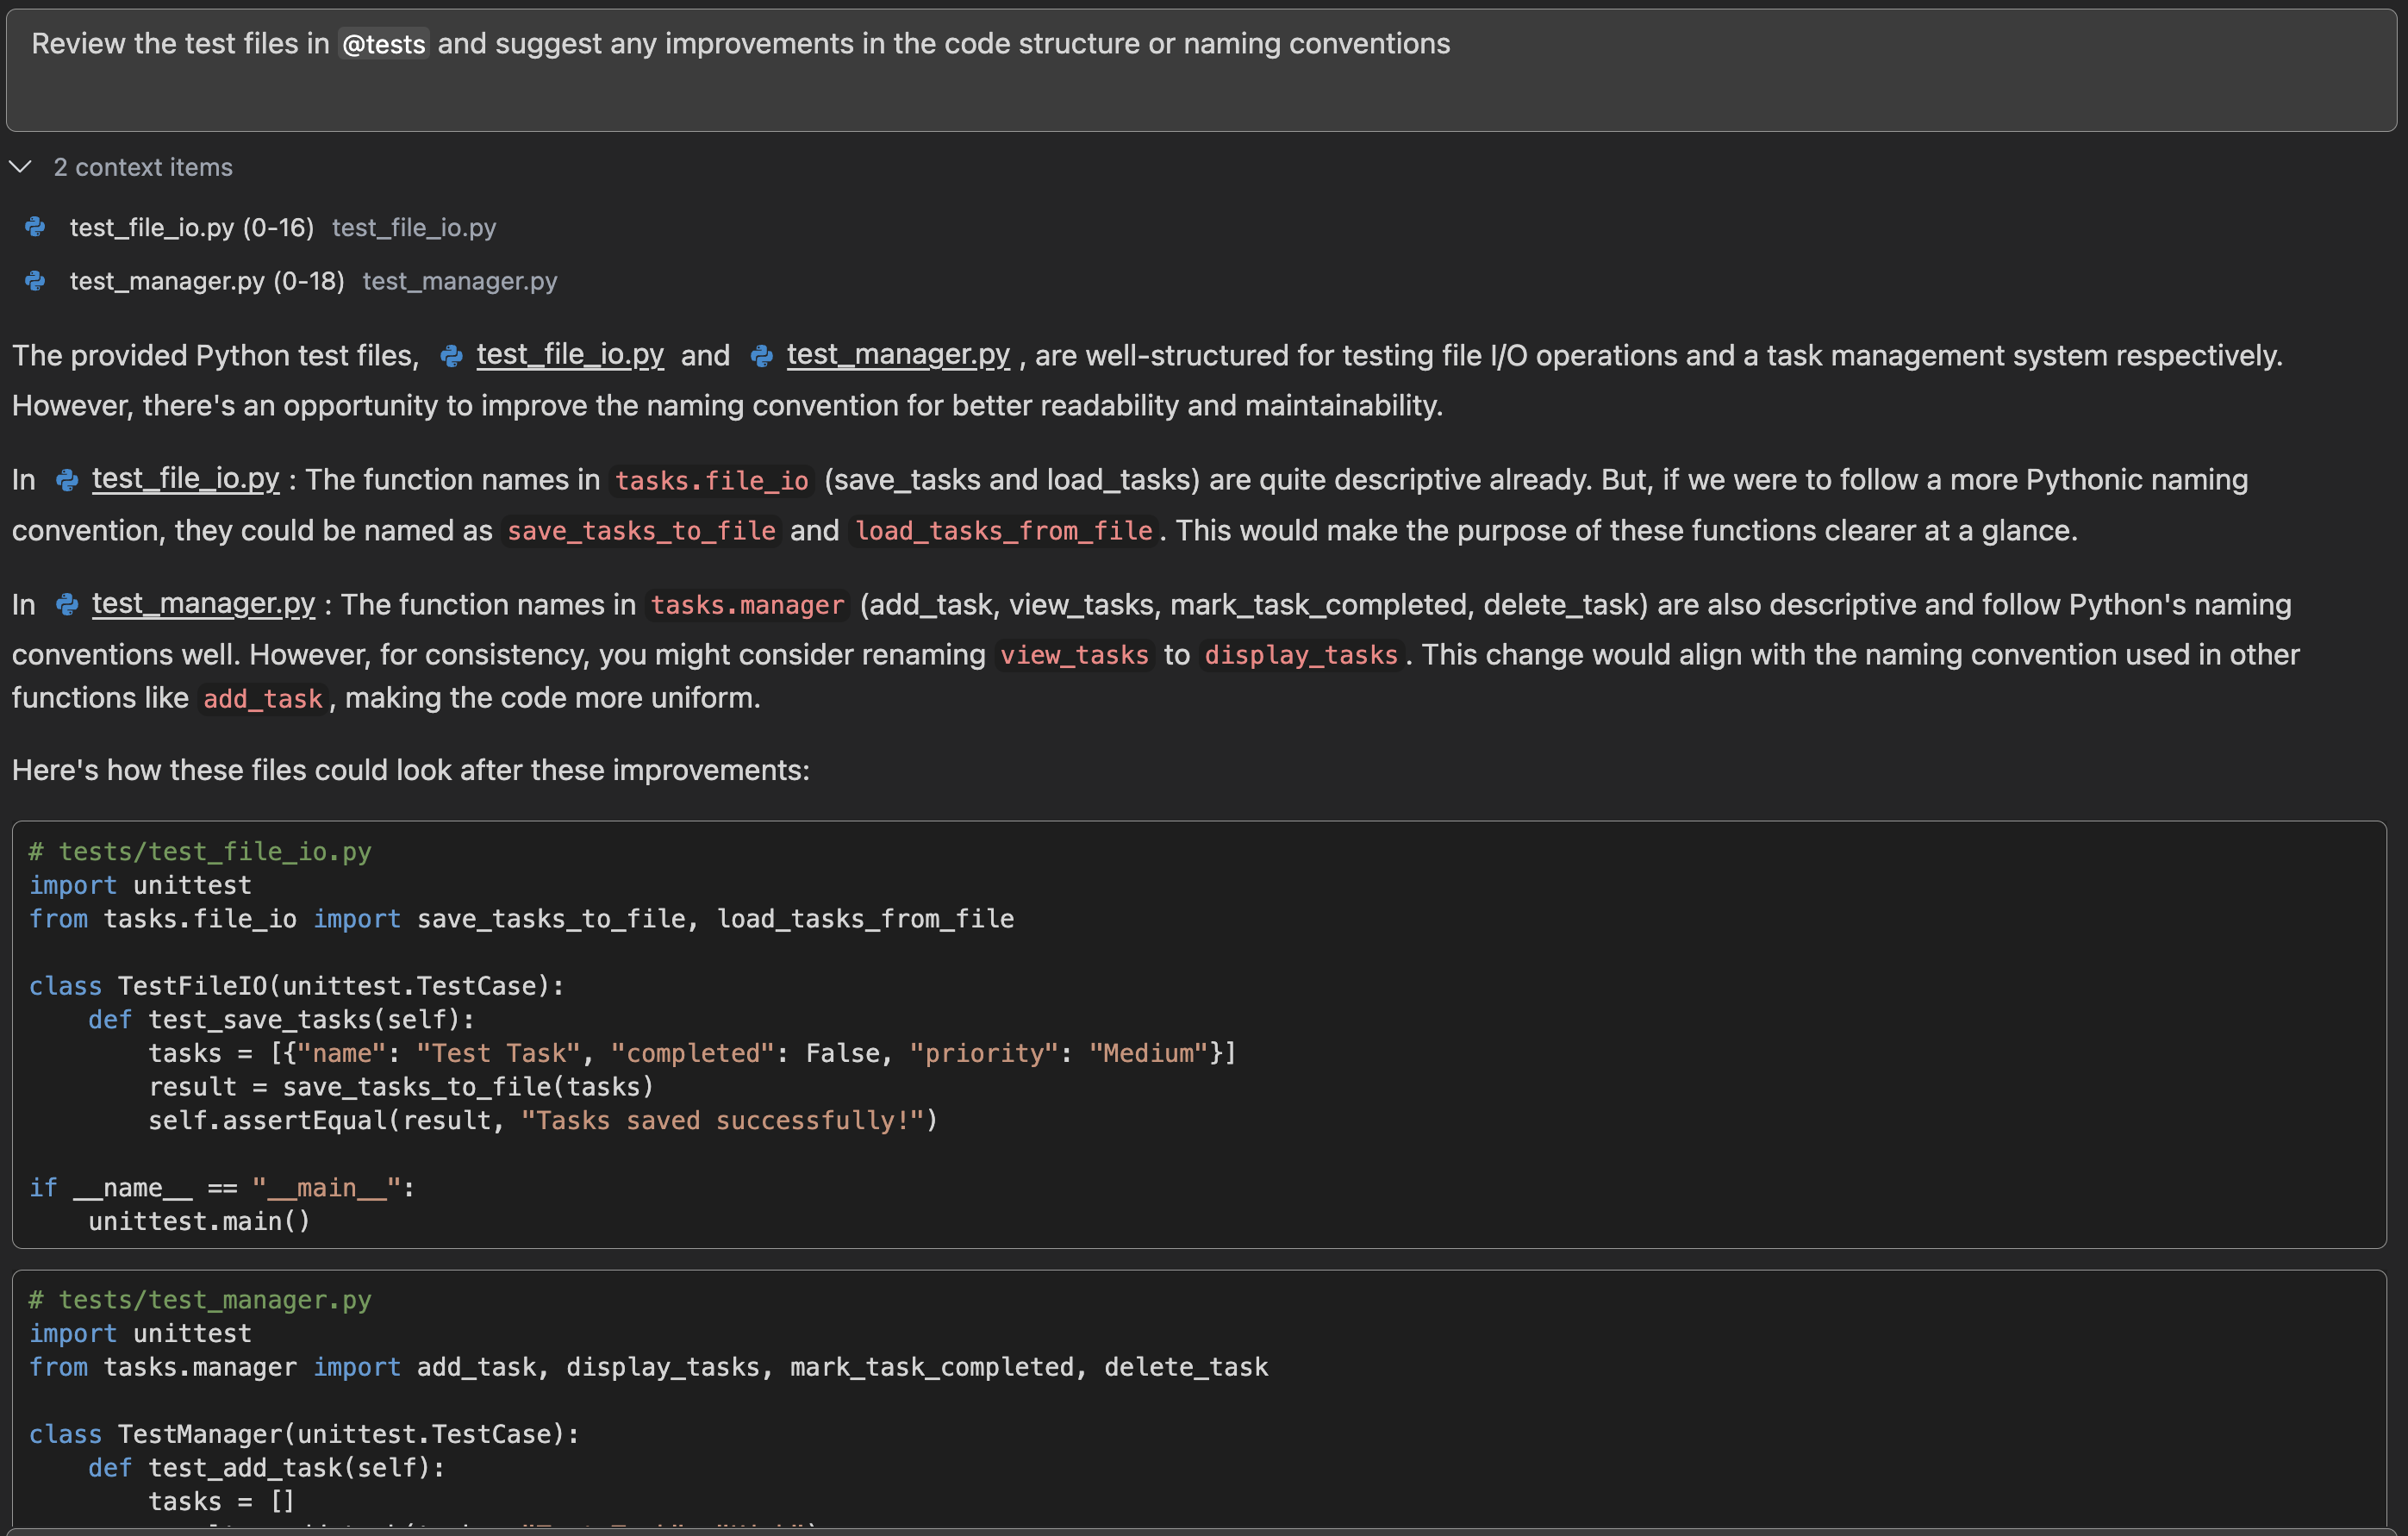 Review the test files in @tests and suggest any improvements in the code structure or naming conventions
2 context items
test_file_io.py (0-16) test_file_io.py
test_manager.py (0-18) test_manager.py
The provided Python test files, test_file_io.py and test_manager.py , are well-structured for testing file I/O operations and a task management system respectively.
However, there's an opportunity to improve the naming convention for better readability and maintainability.
In test_file_io.py : The function names in tasks.file_io (save_tasks and load_tasks) are quite descriptive already. But, if we were to follow a more Pythonic naming
convention, they could be named as save_tasks_to_file and load_tasks_from_file. This would make the purpose of these functions clearer at a glance.
In test_manager.py : The function names in tasks.manager (add_task, view_tasks, mark_task_completed, delete_task) are also descriptive and follow Python's naming
conventions well. However, for consistency, you might consider renaming view_tasks to display_tasks. This change would align with the naming convention used in other
functions like add_task, making the code more uniform.
Here's how these files could look after these improvements:
# tests/test_file_io.py
import unittest
from tasks.file_io import save_tasks_to_file, load_tasks_from_file
class TestFileIO(unittest.TestCase):
    def test_save_tasks(self):
        tasks = [{"name": "Test Task", "completed": False, "priority": "Medium"}]
        result = save_tasks_to_file(tasks)
        self.assertEqual(result, "Tasks saved successfully!")
if __name__ == "__main__":
    unittest.main()
# tests/test_manager.py
import unittest
from tasks.manager import add_task, display_tasks, mark_task_completed, delete_task
class TestManager(unittest.TestCase):
    def test_add_task(self):
        tasks = []